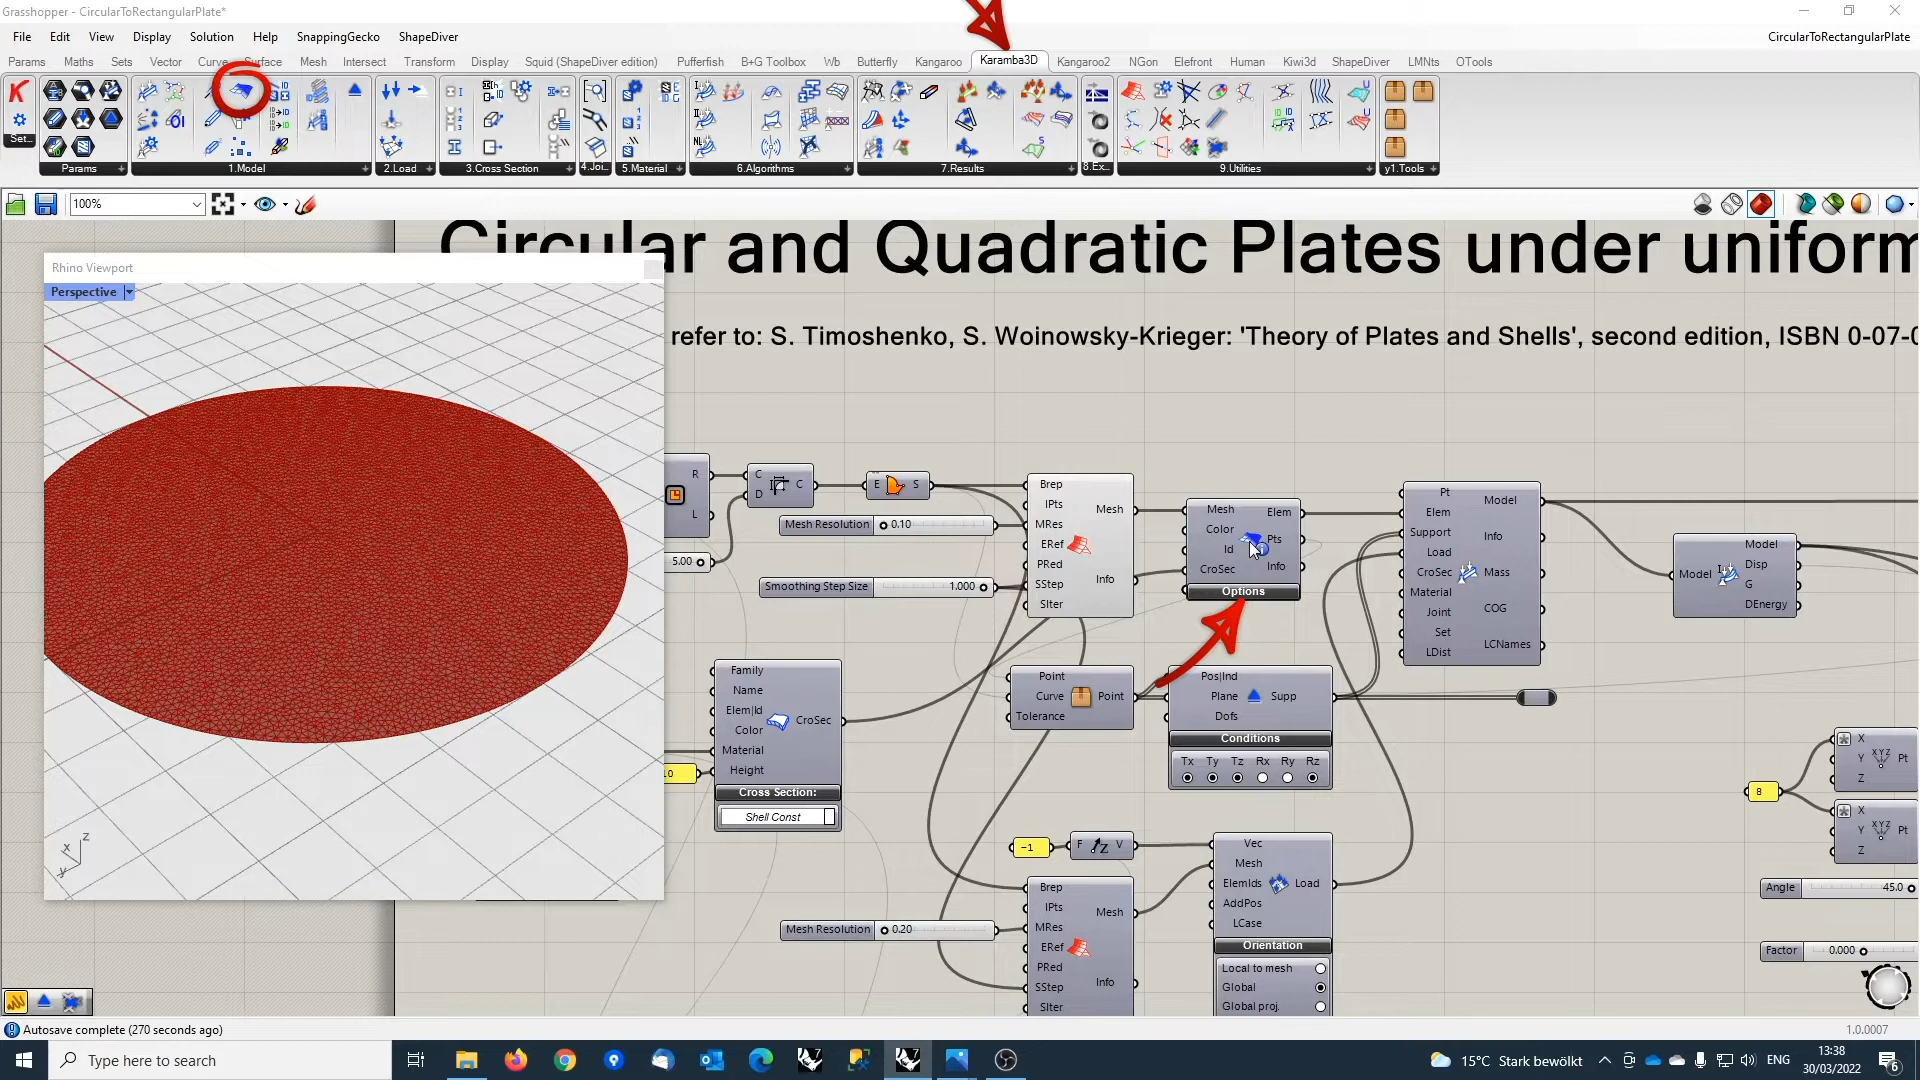 Grasshopper - CircularToRectangularPlate*
File Edit View Display Solution Help SnappingGecko ShapeDiver CircularToRectangularPlate
Params Maths Sets Vector Curve Surface Mesh Intersect Transform Display Squid (ShapeDiver edition) Pufferfish B+G Toolbox Wb Butterfly Kangaroo Karamba3D Kangaroo2 NGon Elefront Human Kiwi3d ShapeDiver LMNts OTools
Set... Params 1.Model 2.Load 3.Cross Section 4.Joi... 5.Material 6.Algorithms 7.Results 8.Ex... 9.Utilities y1.Tools
100%
Circular and Quadratic Plates under uniform
Rhino Viewport
Perspective
refer to: S. Timoshenko, S. Woinowsky-Krieger: 'Theory of Plates and Shells', second edition, ISBN 0-07-0
R
L
5.00
C
D
C
E S
Mesh Resolution 0.10
Smoothing Step Size 1.000
Brep
IPts
MRes
ERef
PRed
SStep
SIter
Mesh
Info
Mesh
Color
Id
CroSec
Elem
Pts
Info
Options
Pt
Elem
Support
Load
CroSec
Material
Joint
Set
LDist
Model
Info
Mass
COG
LCNames
Model
Model
Disp
G
DEnergy
Family
Name
Elem|Id
Color
Material
Height
CroSec
Cross Section:
Shell Const
Point
Curve
Tolerance
Point
Pos|Ind
Plane
Dofs
Supp
Conditions
Tx Ty Tz Rx Ry Rz
8
X
Y
Z
XYZ
Pt
X
Y
Z
XYZ
Pt
-1
F V
Vec
Mesh
ElemIds
AddPos
LCase
Load
Orientation
Local to mesh
Global
Global proj.
Mesh Resolution 0.20
Brep
IPts
MRes
ERef
PRed
SStep
SIter
Mesh
Info
Angle 45.0
Factor 0.000
z
x
y
Autosave complete (270 seconds ago) 1.0.0007
Type here to search
15°C Stark bewölkt ENG 13:38
30/03/2022 6